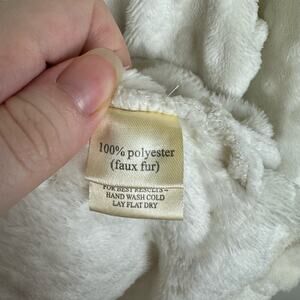 100% polyester
(faux fur)
FOR BEST RESULTS -
HAND WASH COLD
LAY FLAT DRY